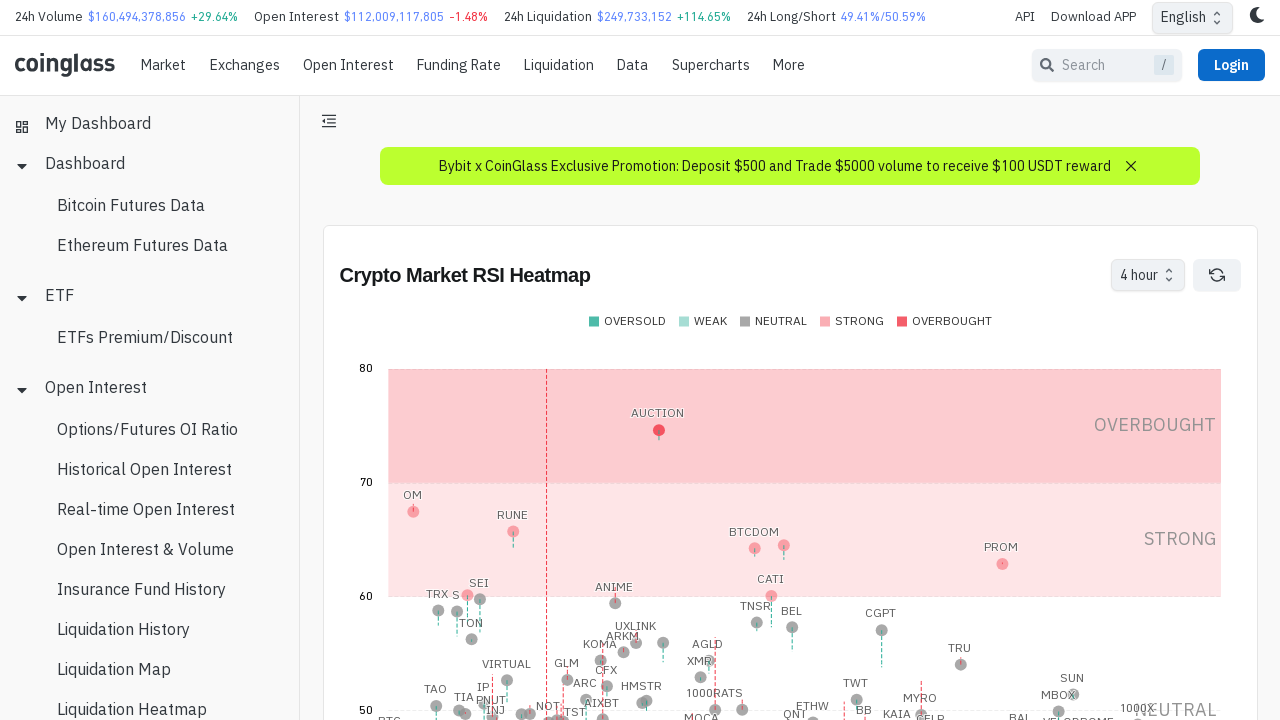 24h Volume $160,494,378,856 +29.64% Open Interest $112,009,117,805 -1.48% 24h Liquidation $249,733,152 +114.65% 24h Long/Short 49.41%/50.59% API Download APP English
coinglass Market Exchanges Open Interest Funding Rate Liquidation Data Supercharts More Search / Login
My Dashboard
Dashboard
Bitcoin Futures Data
Ethereum Futures Data
ETF
ETFs Premium/Discount
Open Interest
Options/Futures OI Ratio
Historical Open Interest
Real-time Open Interest
Open Interest & Volume
Insurance Fund History
Liquidation History
Liquidation Map
Liquidation Heatmap
Bybit x CoinGlass Exclusive Promotion: Deposit $500 and Trade $5000 volume to receive $100 USDT reward
Crypto Market RSI Heatmap 4 hour
OVERSOLD WEAK NEUTRAL STRONG OVERBOUGHT
80
AUCTION
OVERBOUGHT
70
OM
RUNE
BTCDOM
STRONG
PROM
CATI
SEI
ANIME
TRX S
60
TNSR
BEL
CGPT
TON
UXLINK
ARKM
KOMA
AGLD
TRU
XMR
VIRTUAL
GLM
CFX
SUN
ARC
HMSTR
TWT
TAO
IP
1000RATS
MBOX
TIA
PNUT
MYRO
AIXBT
NOT
ETHW
INJ
TST
BB
50
NEUTRAL
KAIA
QNT
MOCA